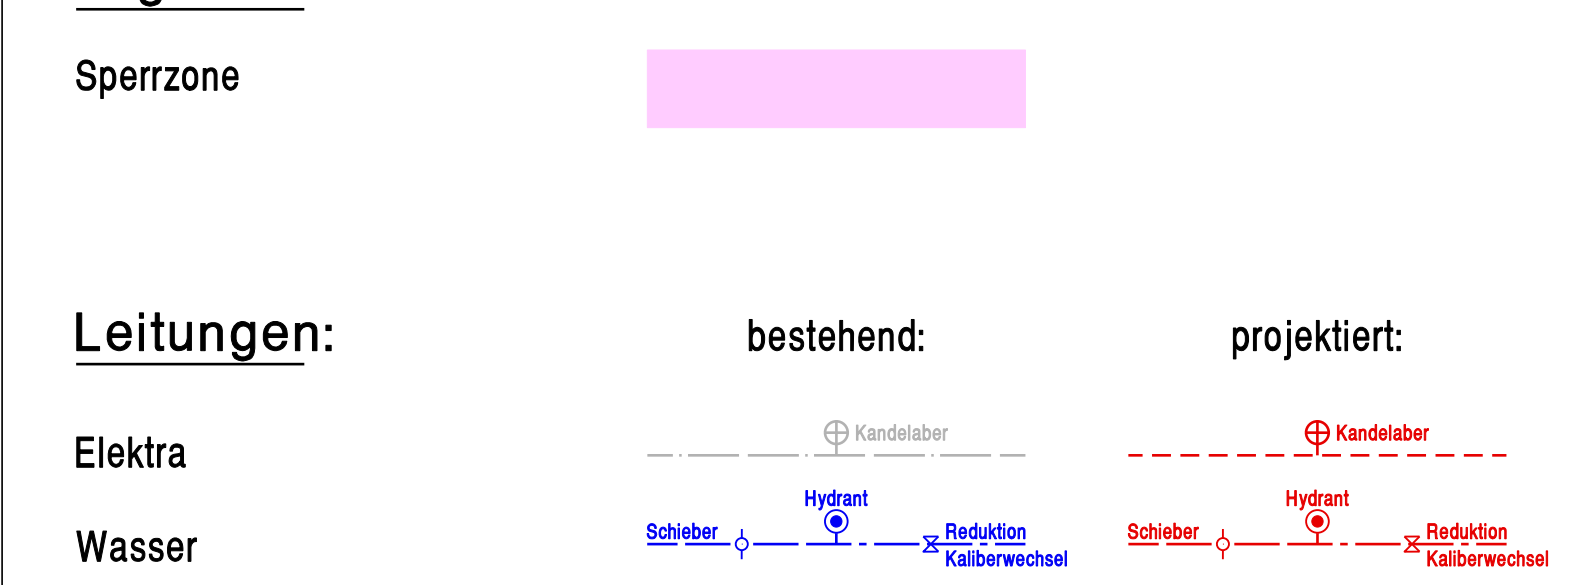 Sperrzone
Leitungen: bestehend: projektiert:
Kandelaber Kandelaber
Elektra
Hydrant Hydrant
Schieber Reduktion Schieber Reduktion
Wasser
Kaliberwechsel Kaliberwechsel